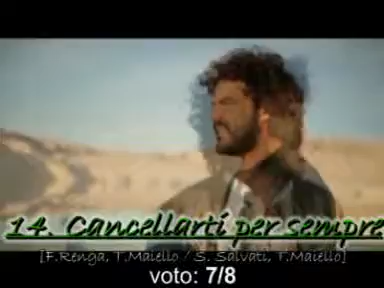 14. Cancellarti per sempre
[F.Renga, T.Maiello / S. Salvati, T.Maiello]
voto: 7/8